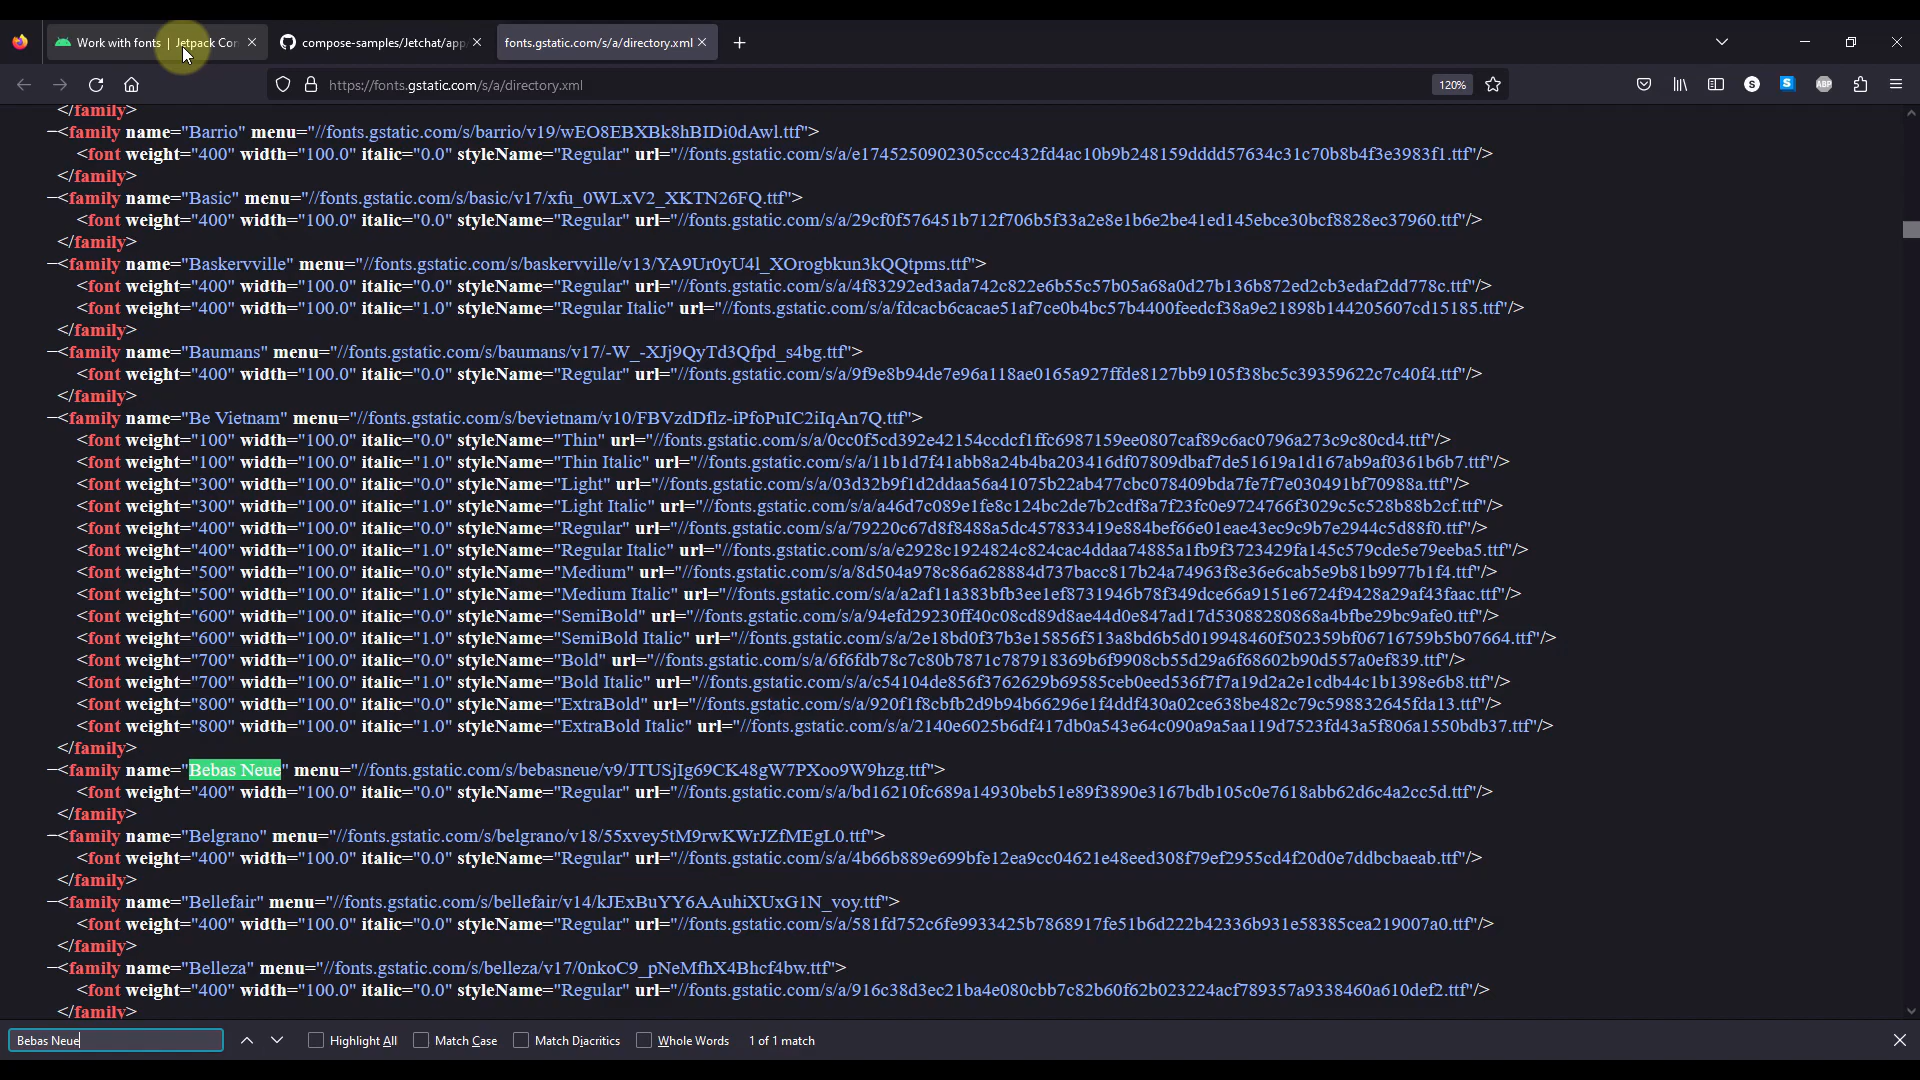 Work with fonts | Jetpack Con
compose-samples/Jetchat/app
fonts.gstatic.com/s/a/directory.xml
https://fonts.gstatic.com/s/a/directory.xml
120%
S
S
ABP
</family>
−<family name="Barrio" menu="//fonts.gstatic.com/s/barrio/v19/wEO8EBXBk8hBIDi0dAwl.ttf">
<font weight="400" width="100.0" italic="0.0" styleName="Regular" url="//fonts.gstatic.com/s/a/e1745250902305ccc432fd4ac10b9b248159dddd57634c31c70b8b4f3e3983f1.ttf"/>
</family>
−<family name="Basic" menu="//fonts.gstatic.com/s/basic/v17/xfu_0WLxV2_XKTN26FQ.ttf">
<font weight="400" width="100.0" italic="0.0" styleName="Regular" url="//fonts.gstatic.com/s/a/29cf0f576451b712f706b5f33a2e8e1b6e2be41ed145ebce30bcf8828ec37960.ttf"/>
</family>
−<family name="Baskervville" menu="//fonts.gstatic.com/s/baskervville/v13/YA9Ur0yU4l_XOrogbkun3kQQtpms.ttf">
<font weight="400" width="100.0" italic="0.0" styleName="Regular" url="//fonts.gstatic.com/s/a/4f83292ed3ada742c822e6b55c57b05a68a0d27b136b872ed2cb3edaf2dd778c.ttf"/>
<font weight="400" width="100.0" italic="1.0" styleName="Regular Italic" url="//fonts.gstatic.com/s/a/fdcacb6cacae51af7ce0b4bc57b4400feedcf38a9e21898b144205607cd15185.ttf"/>
</family>
−<family name="Baumans" menu="//fonts.gstatic.com/s/baumans/v17/-W_-XJj9QyTd3Qfpd_s4bg.ttf">
<font weight="400" width="100.0" italic="0.0" styleName="Regular" url="//fonts.gstatic.com/s/a/9f9e8b94de7e96a118ae0165a927ffde8127bb9105f38bc5c39359622c7c40f4.ttf"/>
</family>
−<family name="Be Vietnam" menu="//fonts.gstatic.com/s/bevietnam/v10/FBVzdDflz-iPfoPuIC2iIqAn7Q.ttf">
<font weight="100" width="100.0" italic="0.0" styleName="Thin" url="//fonts.gstatic.com/s/a/0cc0f5cd392e42154ccdcf1ffc6987159ee0807caf89c6ac0796a273c9c80cd4.ttf"/>
<font weight="100" width="100.0" italic="1.0" styleName="Thin Italic" url="//fonts.gstatic.com/s/a/11b1d7f41abb8a24b4ba203416df07809dbaf7de51619a1d167ab9af0361b6b7.ttf"/>
<font weight="300" width="100.0" italic="0.0" styleName="Light" url="//fonts.gstatic.com/s/a/03d32b9f1d2ddaa56a41075b22ab477cbc078409bda7fe7f7e030491bf70988a.ttf"/>
<font weight="300" width="100.0" italic="1.0" styleName="Light Italic" url="//fonts.gstatic.com/s/a/a46d7c089e1fe8c124bc2de7b2cdf8a7f23fc0e9724766f3029c5c528b88b2cf.ttf"/>
<font weight="400" width="100.0" italic="0.0" styleName="Regular" url="//fonts.gstatic.com/s/a/79220c67d8f8488a5dc457833419e884bef66e01eae43ec9c9b7e2944c5d88f0.ttf"/>
<font weight="400" width="100.0" italic="1.0" styleName="Regular Italic" url="//fonts.gstatic.com/s/a/e2928c1924824c824cac4ddaa74885a1fb9f3723429fa145c579cde5e79eeba5.ttf"/>
<font weight="500" width="100.0" italic="0.0" styleName="Medium" url="//fonts.gstatic.com/s/a/8d504a978c86a628884d737bacc817b24a74963f8e36e6cab5e9b81b9977b1f4.ttf"/>
<font weight="500" width="100.0" italic="1.0" styleName="Medium Italic" url="//fonts.gstatic.com/s/a/a2af11a383bfb3ee1ef8731946b78f349dce66a9151e6724f9428a29af43faac.ttf"/>
<font weight="600" width="100.0" italic="0.0" styleName="SemiBold" url="//fonts.gstatic.com/s/a/94efd29230ff40c08cd89d8ae44d0e847ad17d53088280868a4bfbe29bc9afe0.ttf"/>
<font weight="600" width="100.0" italic="1.0" styleName="SemiBold Italic" url="//fonts.gstatic.com/s/a/2e18bd0f37b3e15856f513a8bd6b5d019948460f502359bf06716759b5b07664.ttf"/>
<font weight="700" width="100.0" italic="0.0" styleName="Bold" url="//fonts.gstatic.com/s/a/6f6fdb78c7c80b7871c787918369b6f9908cb55d29a6f68602b90d557a0ef839.ttf"/>
<font weight="700" width="100.0" italic="1.0" styleName="Bold Italic" url="//fonts.gstatic.com/s/a/c54104de856f3762629b69585ceb0eed536f7f7a19d2a2e1cdb44c1b1398e6b8.ttf"/>
<font weight="800" width="100.0" italic="0.0" styleName="ExtraBold" url="//fonts.gstatic.com/s/a/920f1f8cbfb2d9b94b66296e1f4ddf430a02ce638be482c79c598832645fda13.ttf"/>
<font weight="800" width="100.0" italic="1.0" styleName="ExtraBold Italic" url="//fonts.gstatic.com/s/a/2140e6025b6df417db0a543e64c090a9a5aa119d7523fd43a5f806a1550bdb37.ttf"/>
</family>
−<family name="Bebas Neue" menu="//fonts.gstatic.com/s/bebasneue/v9/JTUSjIg69CK48gW7PXoo9W9hzg.ttf">
<font weight="400" width="100.0" italic="0.0" styleName="Regular" url="//fonts.gstatic.com/s/a/bd16210fc689a14930beb51e89f3890e3167bdb105c0e7618abb62d6c4a2cc5d.ttf"/>
</family>
−<family name="Belgrano" menu="//fonts.gstatic.com/s/belgrano/v18/55xvey5tM9rwKWrJZfMEgL0.ttf">
<font weight="400" width="100.0" italic="0.0" styleName="Regular" url="//fonts.gstatic.com/s/a/4b66b889e699bfe12ea9cc04621e48eed308f79ef2955cd4f20d0e7ddbcbaeab.ttf"/>
</family>
−<family name="Bellefair" menu="//fonts.gstatic.com/s/bellefair/v14/kJExBuYY6AAuhiXUxG1N_voy.ttf">
<font weight="400" width="100.0" italic="0.0" styleName="Regular" url="//fonts.gstatic.com/s/a/581fd752c6fe9933425b7868917fe51b6d222b42336b931e58385cea219007a0.ttf"/>
</family>
−<family name="Belleza" menu="//fonts.gstatic.com/s/belleza/v17/0nkoC9_pNeMfhX4Bhcf4bw.ttf">
<font weight="400" width="100.0" italic="0.0" styleName="Regular" url="//fonts.gstatic.com/s/a/916c38d3ec21ba4e080cbb7c82b60f62b023224acf789357a9338460a610def2.ttf"/>
</family>
Bebas Neue
Highlight All
Match Case
Match Diacritics
Whole Words
1 of 1 match